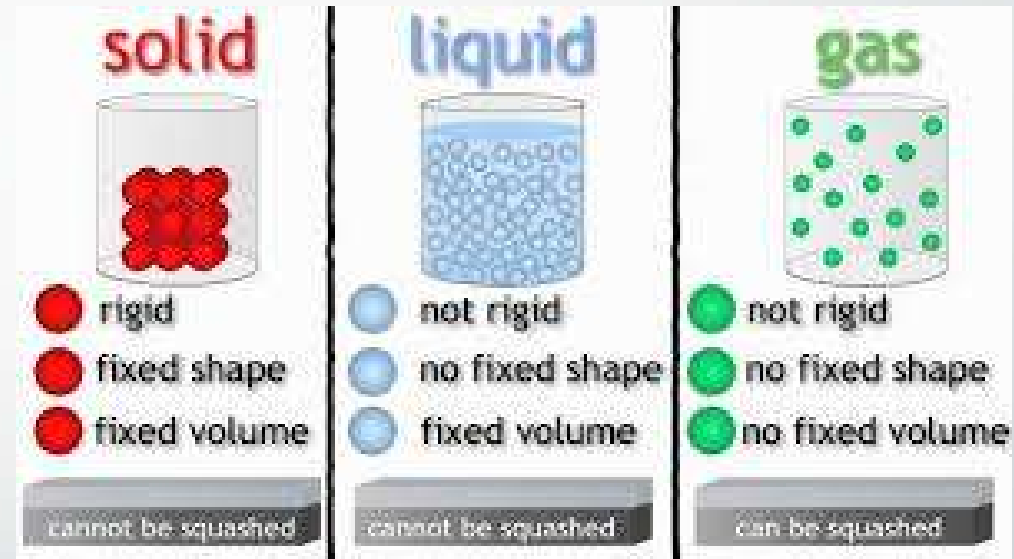 solid
rigid
fixed shape
fixed volume
cannot be squashed
liquid
not rigid
no fixed shape
fixed volume
cannot be squashed
gas
not rigid
no fixed shape
no fixed volume
can be squashed